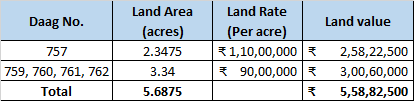 Daag No. Land Area (acres) Land Rate (Per acre) Land value
757 2.3475 ₹ 1,10,00,000 ₹ 2,58,22,500
759, 760, 761, 762 3.34 ₹ 90,00,000 ₹ 3,00,60,000
Total 5.6875 ₹ 5,58,82,500